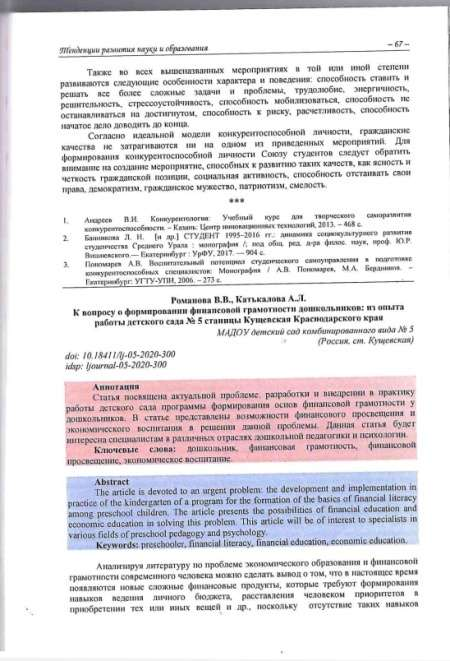 Тенденции развития науки и образования – 67 –
Также во всех вышеназванных мероприятиях в той или иной степени
развиваются следующие особенности характера и поведения: способность ставить и
решать все более сложные задачи и проблемы, трудолюбие, энергичность,
решительность, стрессоустойчивость, способность мобилизоваться, способность не
останавливаться на достигнутом, способность к риску, расчетливость, способность
начатое дело доводить до конца.
Согласно идеальной модели конкурентоспособной личности, гражданские
качества не затрагиваются ни на одном из приведенных мероприятий. Для
формирования конкурентоспособной личности Союзу студентов следует обратить
внимание на создание мероприятие, способных к развитию таких качеств, как ясность и
четкость гражданской позиции, социальная активность, способность отстаивать свои
права, демократизм, гражданское мужество, патриотизм, смелость.
***
1. Андреев В.И. Конкурентология: Учебный курс для творческого саморазвития
конкурентоспособности. – Казань: Центр инновационных технологий, 2013. – 468 с.
2. Банникова Л. Н. [и др.] СТУДЕНТ 1995–2016 гг.: динамика социокультурного развития
студенчества Среднего Урала : монография /; под общ. ред. д-ра филос. наук, проф. Ю.Р.
Вишневского.— Екатеринбург : УрФУ, 2017. — 904 с.
3. Пономарев А.В. Воспитательный потенциал студенческого самоуправления в подготовке
конкурентоспособных специалистов: Монография / А.В. Пономарев, М.А. Бердников. –
Екатеринбург: УГТУ-УПИ, 2006. – 273 с.
Романова В.В., Катькалова А.Л.
К вопросу о формировании финансовой грамотности дошкольников: из опыта
работы детского сада № 5 станицы Кущевская Краснодарского края
МАДОУ детский сад комбинированного вида № 5
(Россия, ст. Кущевская)
doi: 10.18411/lj-05-2020-300
idsp: ljournal-05-2020-300
Аннотация
Статья посвящена актуальной проблеме, разработки и внедрении в практику
работы детского сада программы формирования основ финансовой грамотности у
дошкольников. В статье представлены возможности финансового просвещения и
экономического воспитания в решении данной проблемы. Данная статья будет
интересна специалистам в различных отраслях дошкольной педагогики и психологии.
Ключевые слова: дошкольник, финансовая грамотность, финансовой
просвещение, экономическое воспитание.
Abstract
The article is devoted to an urgent problem: the development and implementation in
practice of the kindergarten of a program for the formation of the basics of financial literacy
among preschool children. The article presents the possibilities of financial education and
economic education in solving this problem. This article will be of interest to specialists in
various fields of preschool pedagogy and psychology.
Keywords: preschooler, financial literacy, financial education, economic education.
Анализируя литературу по проблеме экономического образования и финансовой
грамотности современного человека можно сделать вывод о том, что в настоящее время
появляются новые сложные финансовые продукты, которые требуют формирования
навыков ведения личного бюджета, расставления человеком приоритетов в
приобретении тех или иных вещей и др., поскольку отсутствие таких навыков